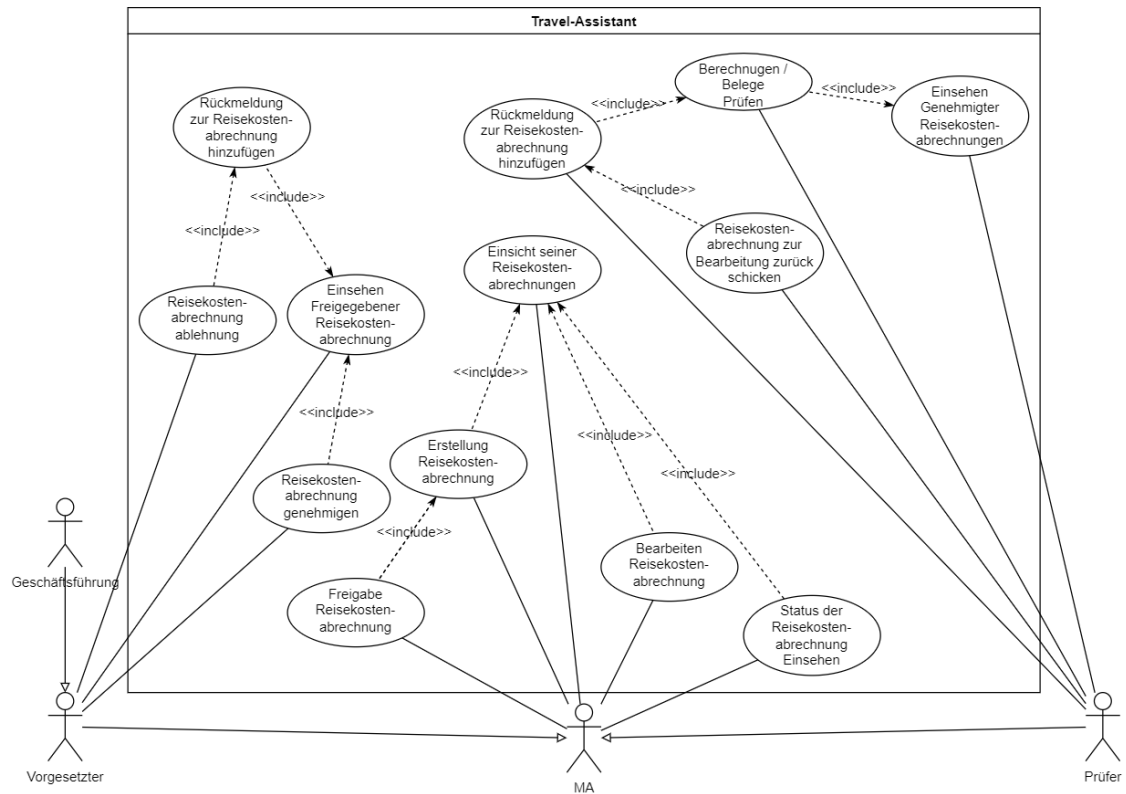 Travel-Assistant
Rückmeldung
zur Reisekosten-
abrechnung
hinzufügen
<<include>>
<<include>>
Reisekosten-
abrechnung
ablehnung
Einsehen
Freigegebener
Reisekosten-
abrechnung
<<include>>
Reisekosten-
abrechnung
genehmigen
Berechnugen /
Belege
Prüfen
<<include>>
<<include>>
Einsehen
Genehmigter
Reisekosten-
abrechnungen
Rückmeldung
zur Reisekosten-
abrechnung
hinzufügen
<<include>>
Reisekosten-
abrechnung zur
Bearbeitung zurück
schicken
Einsicht seiner
Reisekosten-
abrechnungen
<<include>>
<<include>>
<<include>>
Erstellung
Reisekosten-
abrechnung
<<include>>
Freigabe
Reisekosten-
abrechnung
Bearbeiten
Reisekosten-
abrechnung
Status der
Reisekosten-
abrechnung
Einsehen
Geschäftsführung
Vorgesetzter
MA
Prüfer